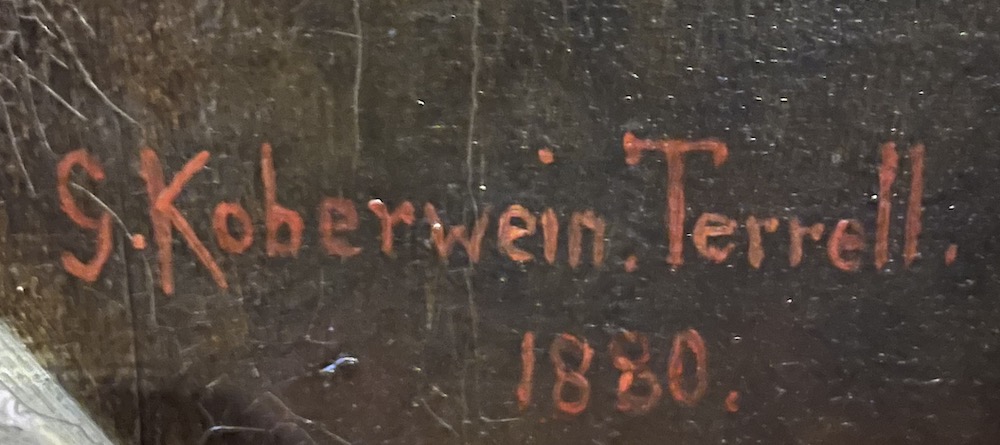 G. Koberwein. Terrell.
1880.